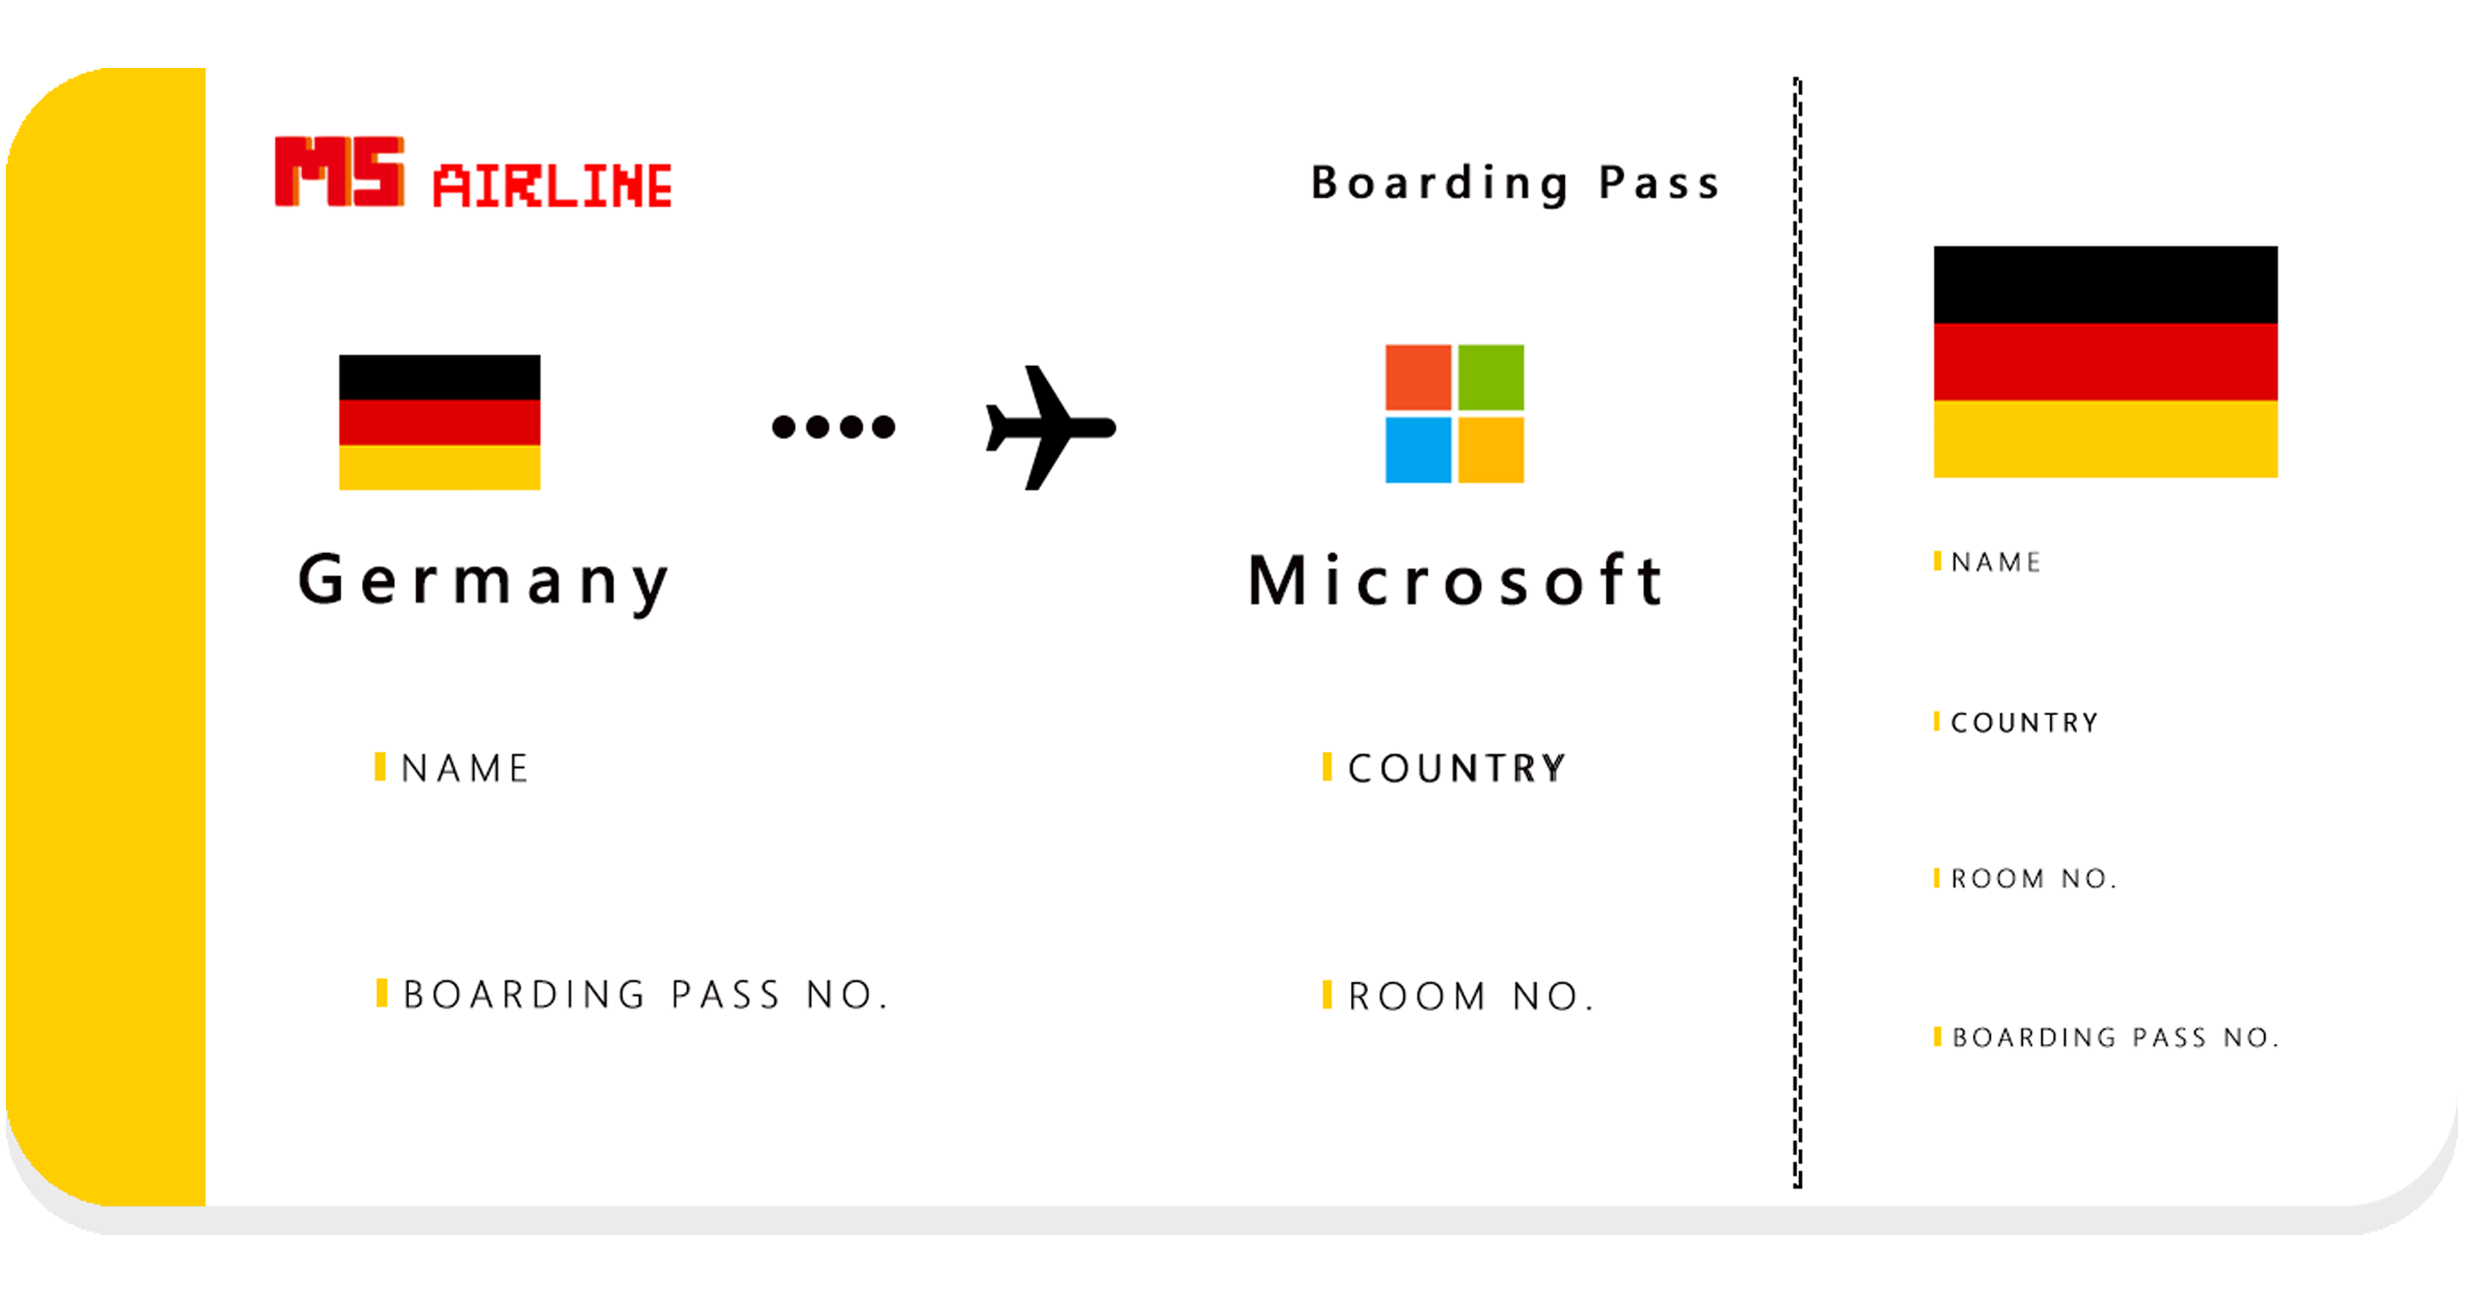 MS AIRLINE
Boarding Pass
Germany
Microsoft
NAME
COUNTRY
BOARDING PASS NO.
ROOM NO.
NAME
COUNTRY
ROOM NO.
BOARDING PASS NO.